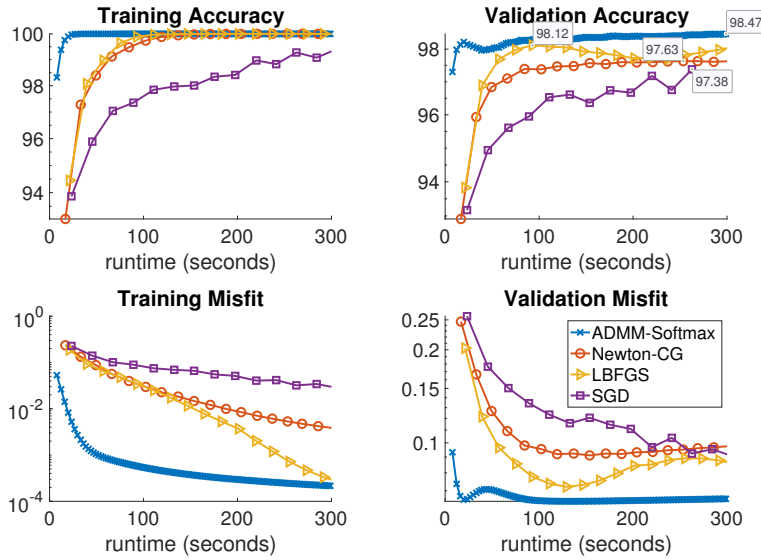 Training Accuracy
100
98
96
94
0
100
200
300
runtime (seconds)
Validation Accuracy
98
96
94
0
100
200
300
runtime (seconds)
98.12
97.63
98.47
97.38
Training Misfit
10^0
10^-2
10^-4
0
100
200
300
runtime (seconds)
Validation Misfit
0.25
0.2
0.15
0.1
0
100
200
300
runtime (seconds)
ADMM-Softmax
Newton-CG
LBFGS
SGD